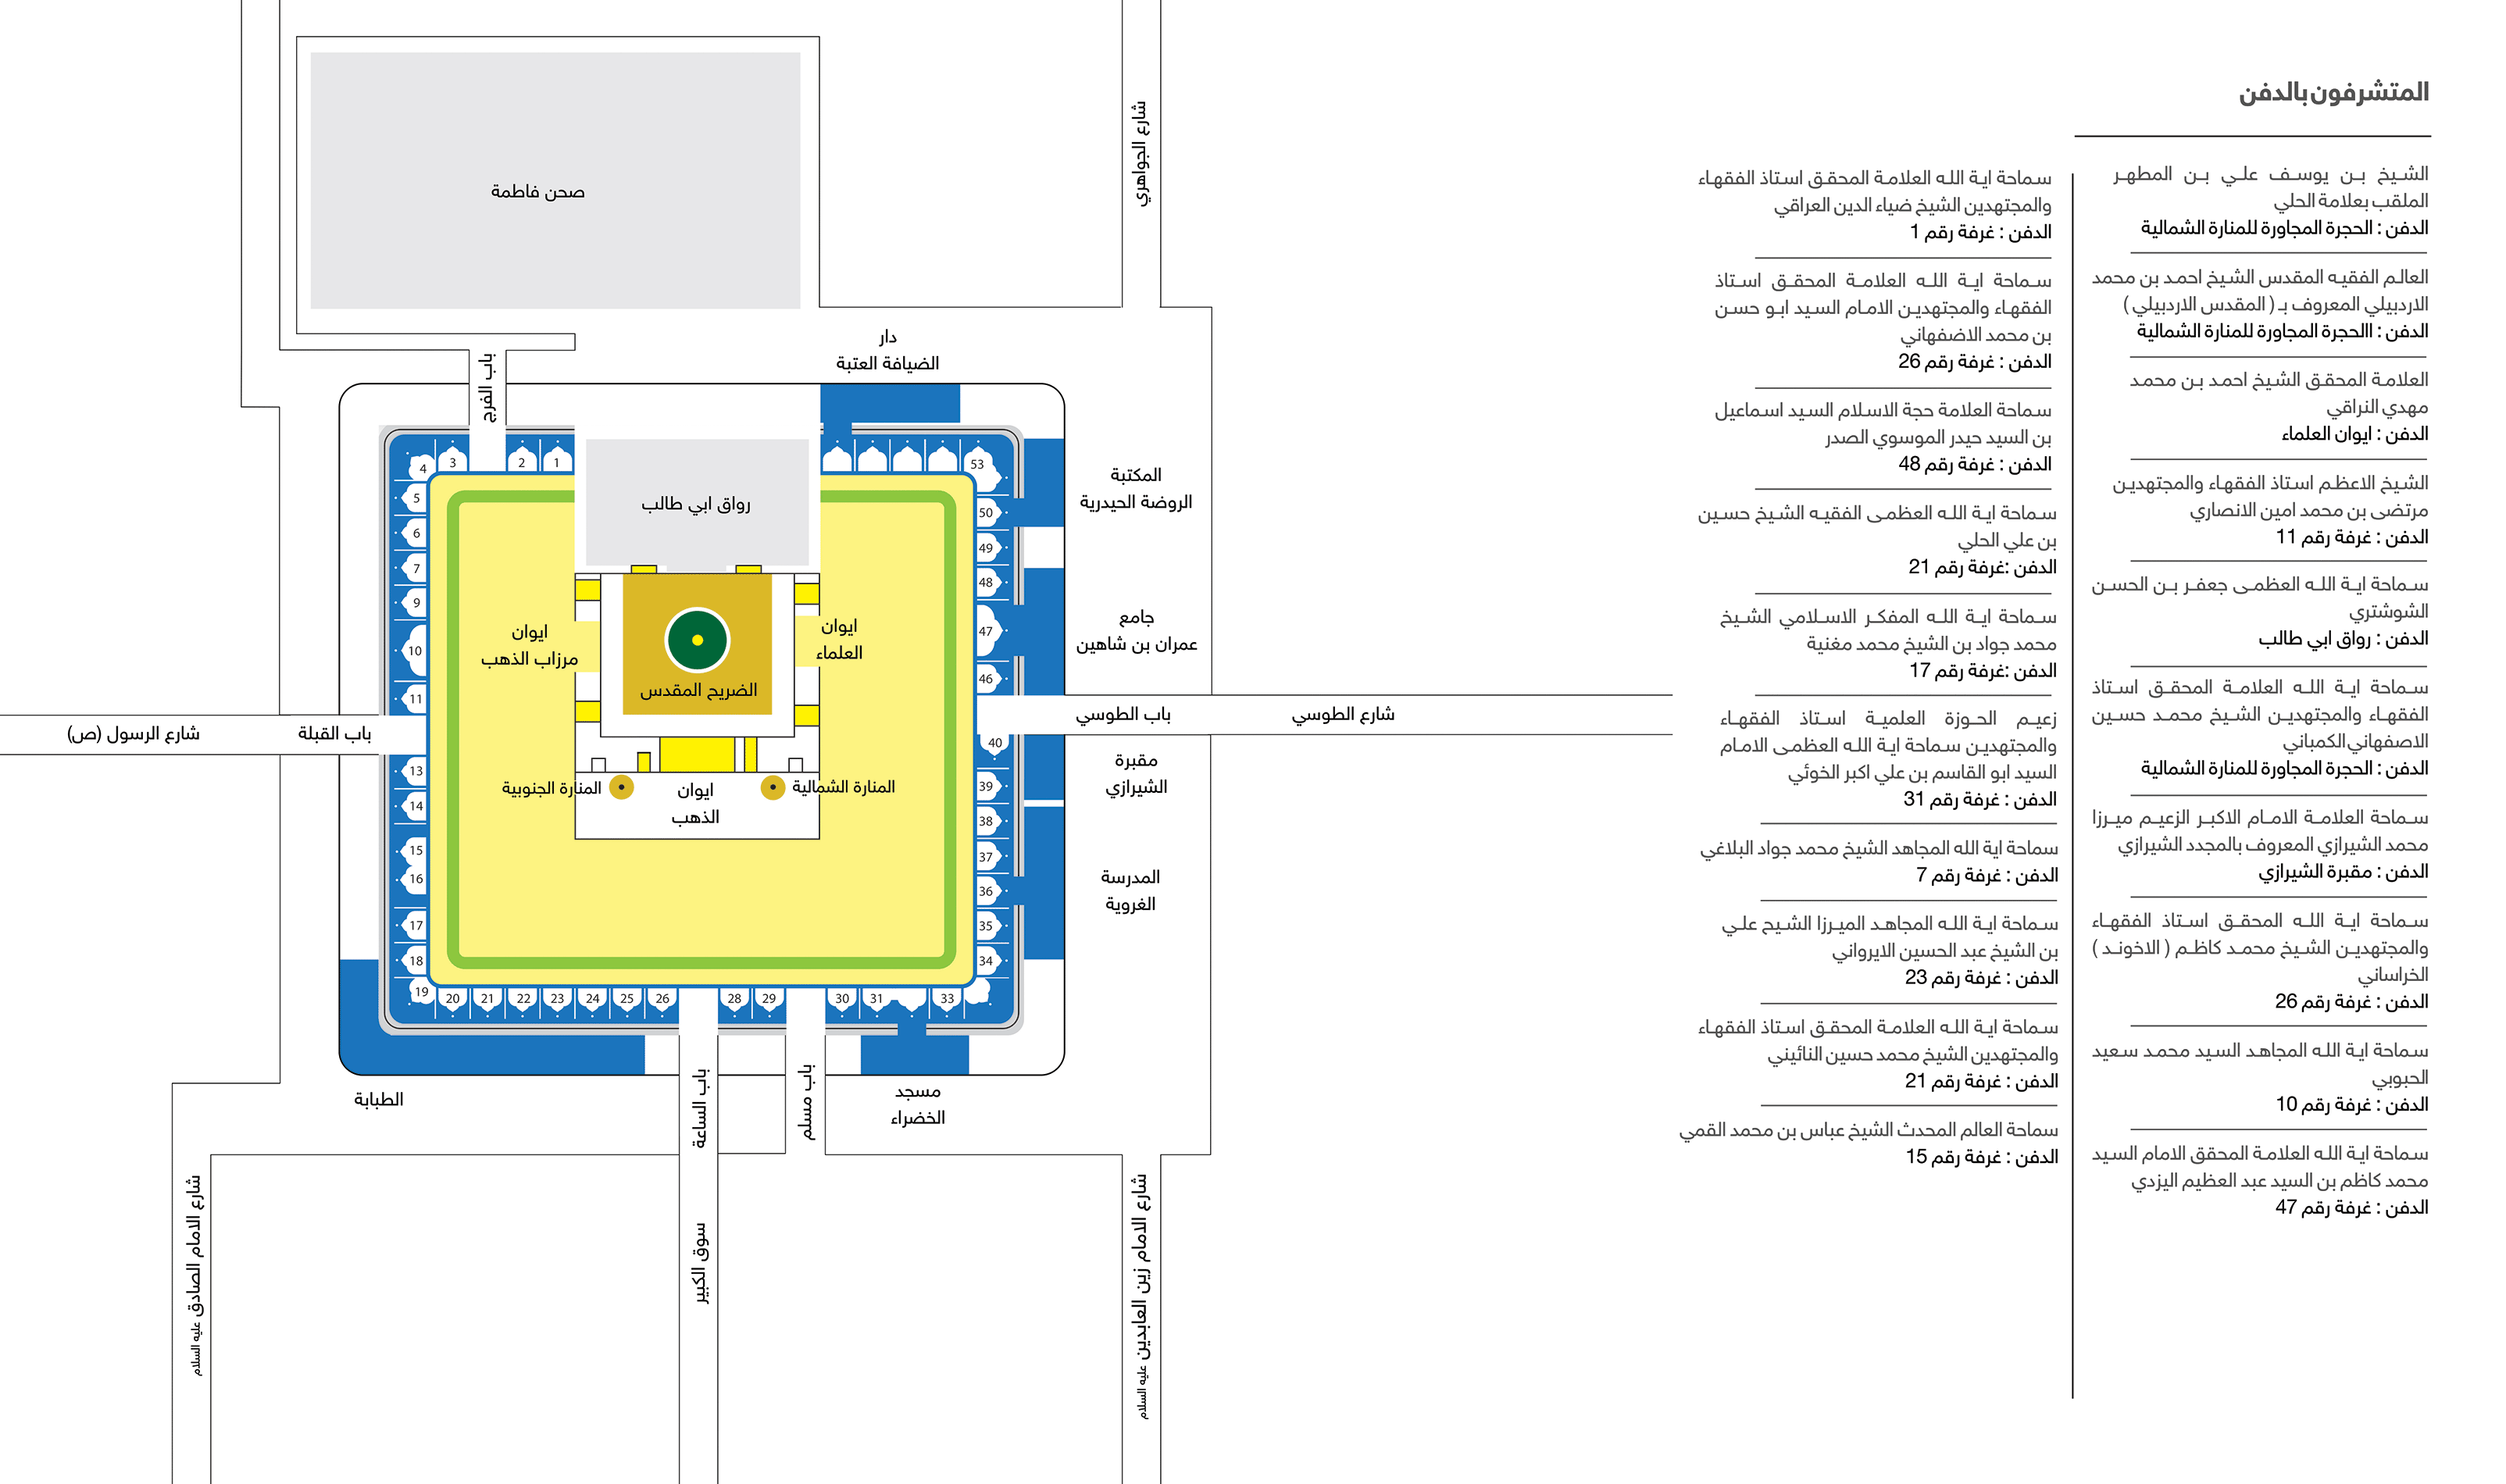 المتشرفون بالدفن
الشيخ بن يوسف علي بن المطهر
الملقب بعلامة الحلي
الدفن : الحجرة المجاورة للمنارة الشمالية
العالم الفقيه المقدس الشيخ احمد بن محمد
الاردبيلي المعروف بـ ( المقدس الاردبيلي )
الدفن : االحجرة المجاورة للمنارة الشمالية
العلامة المحقق الشيخ احمد بن محمد
مهدي النراقي
الدفن : ايوان العلماء
الشيخ الاعظم استاذ الفقهاء والمجتهدين
مرتضى بن محمد امين الانصاري
الدفن : غرفة رقم 11
سماحة اية الله العظمى جعفر بن الحسن
الشوشتري
الدفن : رواق ابي طالب
سماحة اية الله العلامة المحقق استاذ
الفقهاء والمجتهدين الشيخ محمد حسين
الاصفهاني الكمباني
الدفن : الحجرة المجاورة للمنارة الشمالية
سماحة العلامة الامام الاكبر الزعيم ميرزا
محمد الشيرازي المعروف بالمجدد الشيرازي
الدفن : مقبرة الشيرازي
سماحة اية الله المحقق استاذ الفقهاء
والمجتهدين الشيخ محمد كاظم ( الاخوند )
الخراساني
الدفن : غرفة رقم 26
سماحة اية الله المجاهد السيد محمد سعيد
الحبوبي
الدفن : غرفة رقم 10
سماحة اية الله العلامة المحقق الامام السيد
محمد كاظم بن السيد عبد العظيم اليزدي
الدفن : غرفة رقم 47
سماحة اية الله العلامة المحقق استاذ الفقهاء
والمجتهدين الشيخ ضياء الدين العراقي
الدفن : غرفة رقم 1
سماحة اية الله العلامة المحقق استاذ
الفقهاء والمجتهدين الامام السيد ابو حسن
بن محمد الاضفهاني
الدفن : غرفة رقم 26
سماحة العلامة حجة الاسلام السيد اسماعيل
بن السيد حيدر الموسوي الصدر
الدفن : غرفة رقم 48
سماحة اية الله العظمى الفقيه الشيخ حسين
بن علي الحلي
الدفن :غرفة رقم 21
سماحة اية الله المفكر الاسلامي الشيخ
محمد جواد بن الشيخ محمد مغنية
الدفن :غرفة رقم 17
زعيم الحوزة العلمية استاذ الفقهاء
والمجتهدين سماحة اية الله العظمى الامام
السيد ابو القاسم بن علي اكبر الخوئي
الدفن : غرفة رقم 31
سماحة اية الله المجاهد الشيخ محمد جواد البلاغي
الدفن : غرفة رقم 7
سماحة اية الله المجاهد الميرزا الشيح علي
بن الشيخ عبد الحسين الايرواني
الدفن : غرفة رقم 23
سماحة اية الله العلامة المحقق استاذ الفقهاء
والمجتهدين الشيخ محمد حسين النائيني
الدفن : غرفة رقم 21
سماحة العالم المحدث الشيخ عباس بن محمد القمي
الدفن : غرفة رقم 15
شارع الجواهري
صحن فاطمة
دار
الضيافة العتبة
باب الفرج
المكتبة
الروضة الحيدرية
رواق ابي طالب
جامع
عمران بن شاهين
ايوان
العلماء
ايوان
مرزاب الذهب
الضريح المقدس
شارع الطوسي
باب الطوسي
باب القبلة
شارع الرسول (ص)
مقبرة
الشيرازي
المنارة الشمالية
ايوان
الذهب
المنارة الجنوبية
المدرسة
الغروية
مسجد
الخضراء
باب مسلم
باب الساعة
الطبابة
سوق الكبير
شارع الامام زين العابدين عليه السلام
شارع الامام الصادق عليه السلام
1
2
3
4
5
6
7
9
10
11
13
14
15
16
17
18
19
20
21
22
23
24
25
26
28
29
30
31
33
34
35
36
37
38
39
40
46
47
48
49
50
53